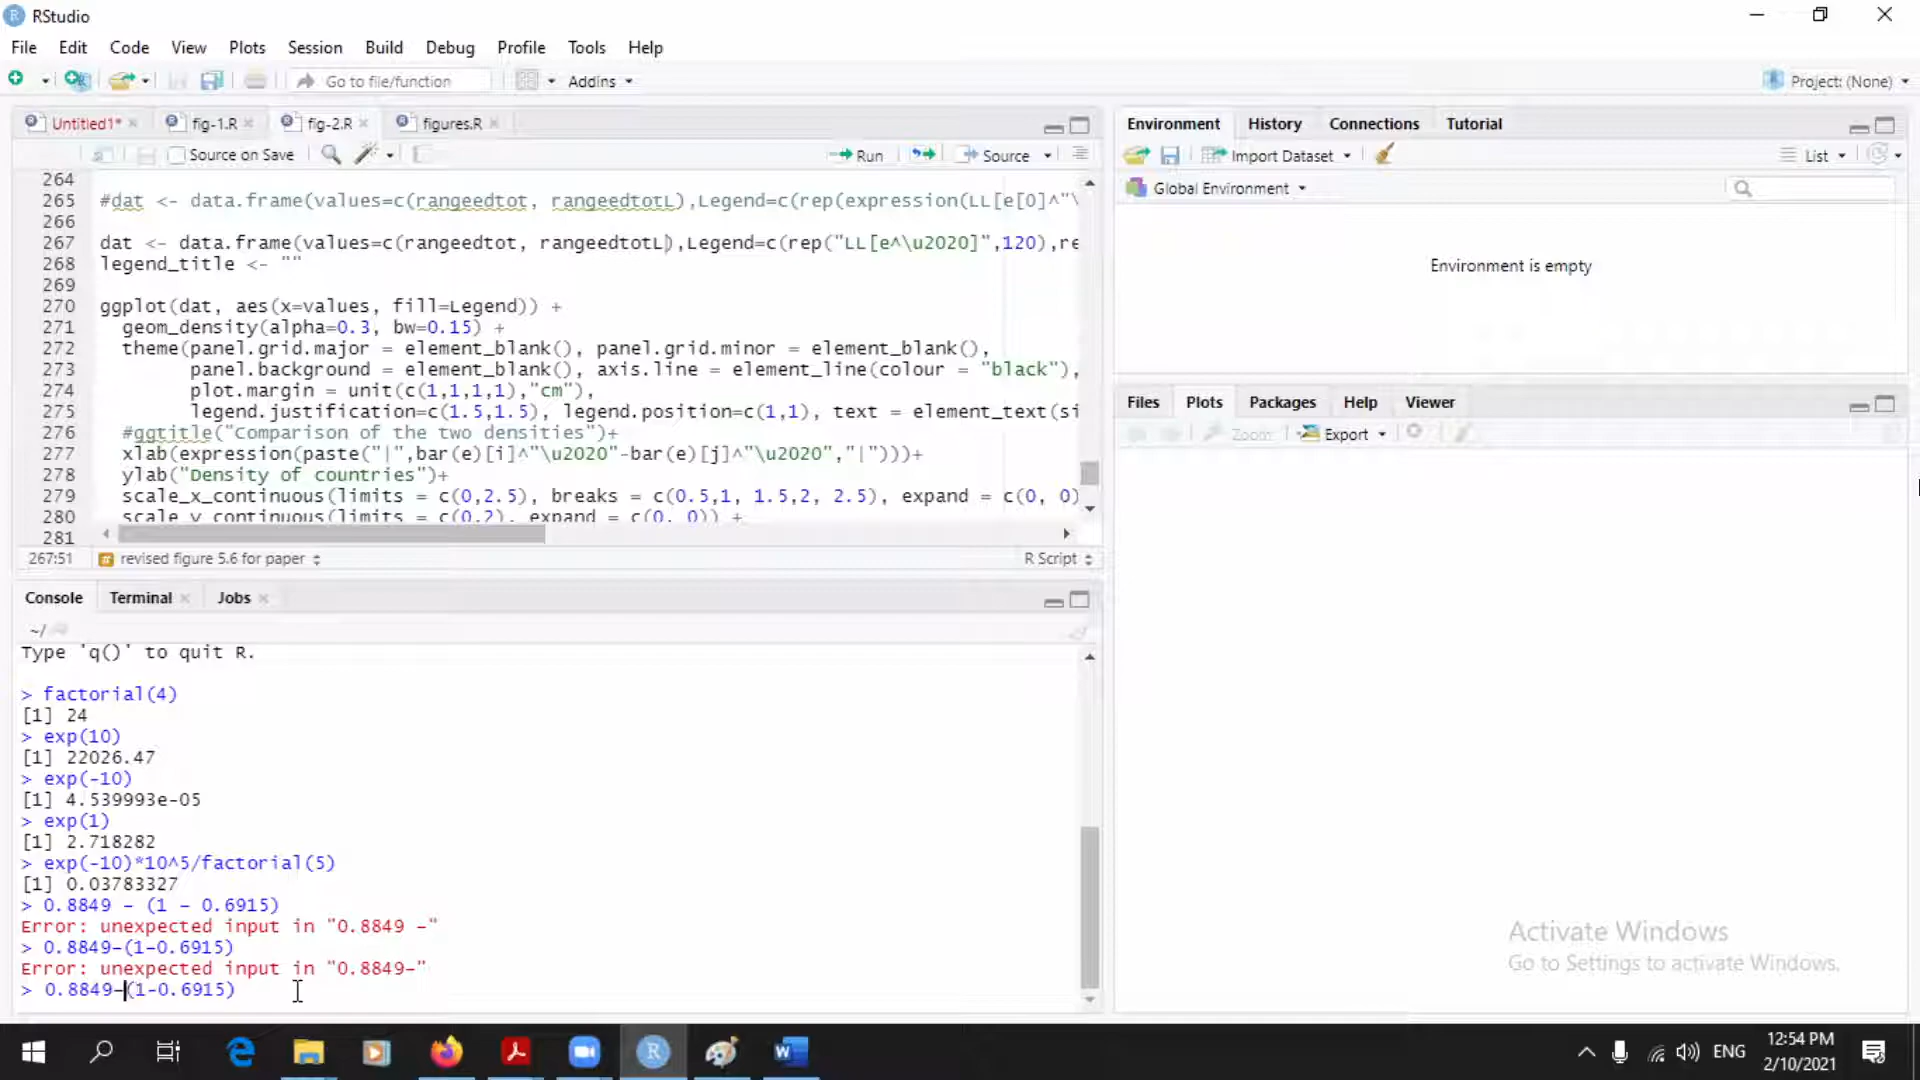 RStudio
File Edit Code View Plots Session Build Debug Profile Tools Help
Go to file/function Addins Project: (None)
Untitled1* fig-1.R fig-2.R figures.R
Source on Save Run Source
264
265 #dat <- data.frame(values=c(rangeedtot, rangeedtotL),Legend=c(rep(expression(LL[e[0]^"\
266
267 dat <- data.frame(values=c(rangeedtot, rangeedtotL),Legend=c(rep("LL[e^\u2020]",120),re
268 legend_title <- ""
269
270 ggplot(dat, aes(x=values, fill=Legend)) +
271 geom_density(alpha=0.3, bw=0.15) +
272 theme(panel.grid.major = element_blank(), panel.grid.minor = element_blank(),
273 panel.background = element_blank(), axis.line = element_line(colour = "black"),
274 plot.margin = unit(c(1,1,1,1),"cm"),
275 legend.justification=c(1.5,1.5), legend.position=c(1,1), text = element_text(si
276 #ggtitle("Comparison of the two densities")+
277 xlab(expression(paste("|",bar(e)[i]^"\u2020"-bar(e)[j]^"\u2020","|")))+
278 ylab("Density of countries")+
279 scale_x_continuous(limits = c(0,2.5), breaks = c(0.5,1, 1.5,2, 2.5), expand = c(0, 0)
280 scale_y_continuous(limits = c(0,2), expand = c(0, 0)) +
281
267:51 revised figure 5.6 for paper R Script
Console Terminal Jobs
~/
Type 'q()' to quit R.
> factorial(4)
[1] 24
> exp(10)
[1] 22026.47
> exp(-10)
[1] 4.539993e-05
> exp(1)
[1] 2.718282
> exp(-10)*10^5/factorial(5)
[1] 0.03783327
> 0.8849 – (1 – 0.6915)
Error: unexpected input in "0.8849 –"
> 0.8849–(1–0.6915)
Error: unexpected input in "0.8849–"
> 0.8849–(1–0.6915)
Environment History Connections Tutorial
Import Dataset List
Global Environment
Environment is empty
Files Plots Packages Help Viewer
Zoom Export
Activate Windows
Go to Settings to activate Windows.
ENG
12:54 PM
2/10/2021